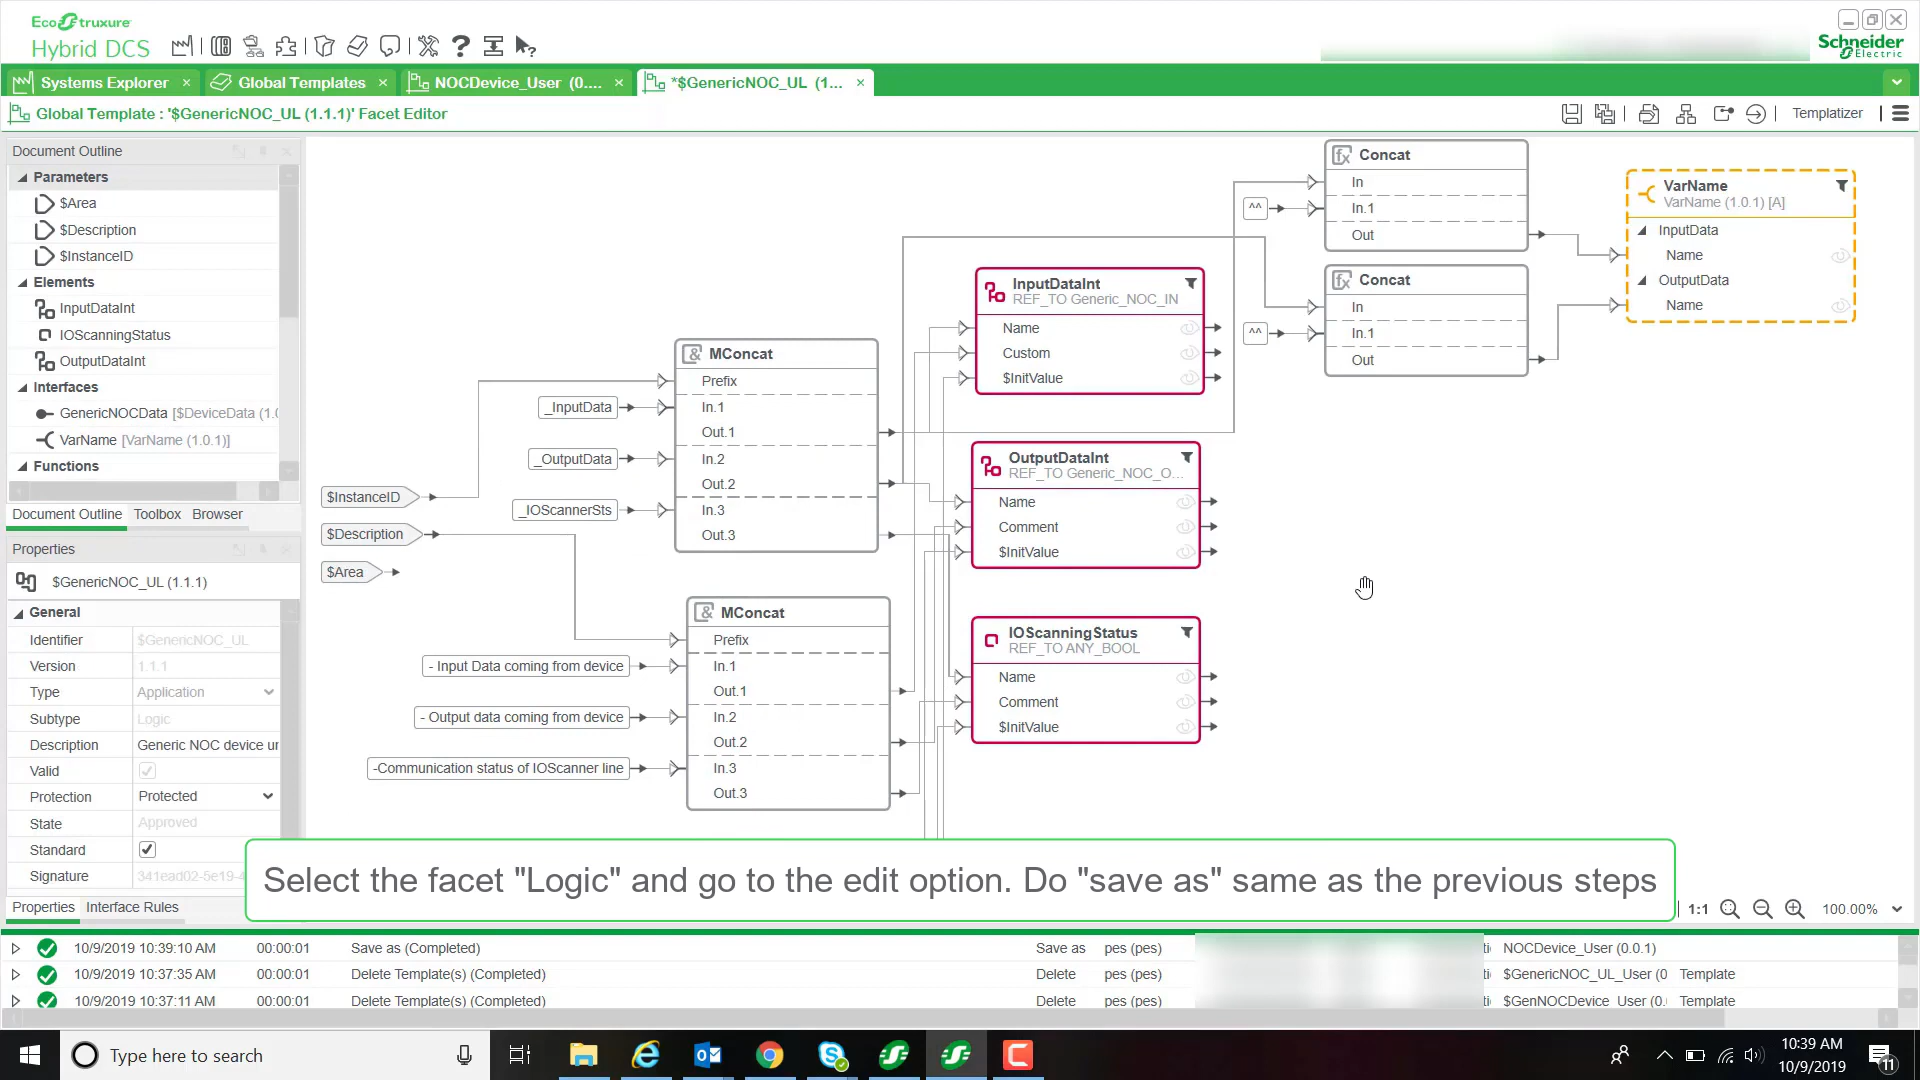 EcoStruxure
Hybrid DCS
Schneider
Electric
Systems Explorer
Global Templates
NOCDevice_User (0....
*$GenericNOC_UL (1...
Global Template : '$GenericNOC_UL (1.1.1)' Facet Editor
Templatizer
Document Outline
Parameters
$Area
$Description
$InstanceID
Elements
InputDataInt
IOScanningStatus
OutputDataInt
Interfaces
GenericNOCData [$DeviceData (1.0
VarName [VarName (1.0.1)]
Functions
Document Outline Toolbox Browser
Properties
$GenericNOC_UL (1.1.1)
General
Identifier $GenericNOC_UL
Version 1.1.1
Type Application
Subtype Logic
Description Generic NOC device ur
Valid
Protection Protected
State Approved
Standard
Signature 341ead02-5e19-4
Properties Interface Rules
$InstanceID
$Description
$Area
_InputData
_OutputData
_IOScannerSts
MConcat
Prefix
In.1
Out.1
In.2
Out.2
In.3
Out.3
- Input Data coming from device
- Output data coming from device
-Communication status of IOScanner line
MConcat
Prefix
In.1
Out.1
In.2
Out.2
In.3
Out.3
InputDataInt
REF_TO Generic_NOC_IN
Name
Custom
$InitValue
OutputDataInt
REF_TO Generic_NOC_O...
Name
Comment
$InitValue
IOScanningStatus
REF_TO ANY_BOOL
Name
Comment
$InitValue
^^
Concat
In
In.1
Out
^^
Concat
In
In.1
Out
VarName
VarName (1.0.1) [A]
InputData
Name
OutputData
Name
Select the facet "Logic" and go to the edit option. Do "save as" same as the previous steps
1:1 100.00%
10/9/2019 10:39:10 AM 00:00:01 Save as (Completed) Save as pes (pes) NOCDevice_User (0.0.1)
10/9/2019 10:37:35 AM 00:00:01 Delete Template(s) (Completed) Delete pes (pes) $GenericNOC_UL_User (0 Template
10/9/2019 10:37:11 AM 00:00:01 Delete Template(s) (Completed) Delete pes (pes) $GenNOCDevice_User (0.0 Template
Type here to search
10:39 AM
10/9/2019
11